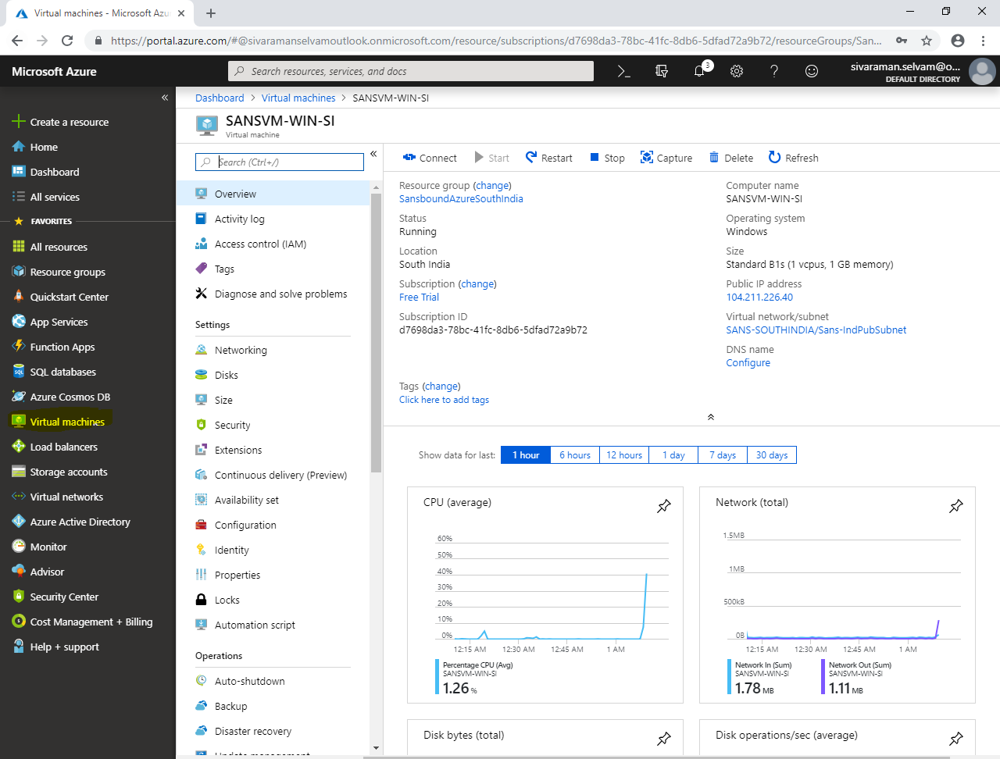 Virtual machines - Microsoft Azu
https://portal.azure.com/#@sivaramanselvamoutlook.onmicrosoft.com/resource/subscriptions/d7698da3-78bc-41fc-8db6-5dfad72a9b72/resourceGroups/San...
Microsoft Azure
Search resources, services, and docs
3
sivaraman.selvam@o...
DEFAULT DIRECTORY
Create a resource
Home
Dashboard
All services
FAVORITES
All resources
Resource groups
Quickstart Center
App Services
Function Apps
SQL databases
Azure Cosmos DB
Virtual machines
Load balancers
Storage accounts
Virtual networks
Azure Active Directory
Monitor
Advisor
Security Center
Cost Management + Billing
Help + support
Dashboard > Virtual machines > SANSVM-WIN-SI
SANSVM-WIN-SI
Virtual machine
Search (Ctrl+/)
Overview
Activity log
Access control (IAM)
Tags
Diagnose and solve problems
Settings
Networking
Disks
Size
Security
Extensions
Continuous delivery (Preview)
Availability set
Configuration
Identity
Properties
Locks
Automation script
Operations
Auto-shutdown
Backup
Disaster recovery
Update management
Connect Start Restart Stop Capture Delete Refresh
Resource group (change)
SansboundAzureSouthIndia
Status
Running
Location
South India
Subscription (change)
Free Trial
Subscription ID
d7698da3-78bc-41fc-8db6-5dfad72a9b72
Computer name
SANSVM-WIN-SI
Operating system
Windows
Size
Standard B1s (1 vcpus, 1 GB memory)
Public IP address
104.211.226.40
Virtual network/subnet
SANS-SOUTHINDIA/Sans-IndPubSubnet
DNS name
Configure
Tags (change)
Click here to add tags
Show data for last: 1 hour 6 hours 12 hours 1 day 7 days 30 days
CPU (average)
60%
50%
40%
30%
20%
10%
0%
12:15 AM 12:30 AM 12:45 AM 1 AM
Percentage CPU (Avg)
SANSVM-WIN-SI
1.26 %
Network (total)
1.5MB
1MB
500kB
0B
12:15 AM 12:30 AM 12:45 AM 1 AM
Network In (Sum)
SANSVM-WIN-SI
1.78 MB
Network Out (Sum)
SANSVM-WIN-SI
1.11 MB
Disk bytes (total)
Disk operations/sec (average)